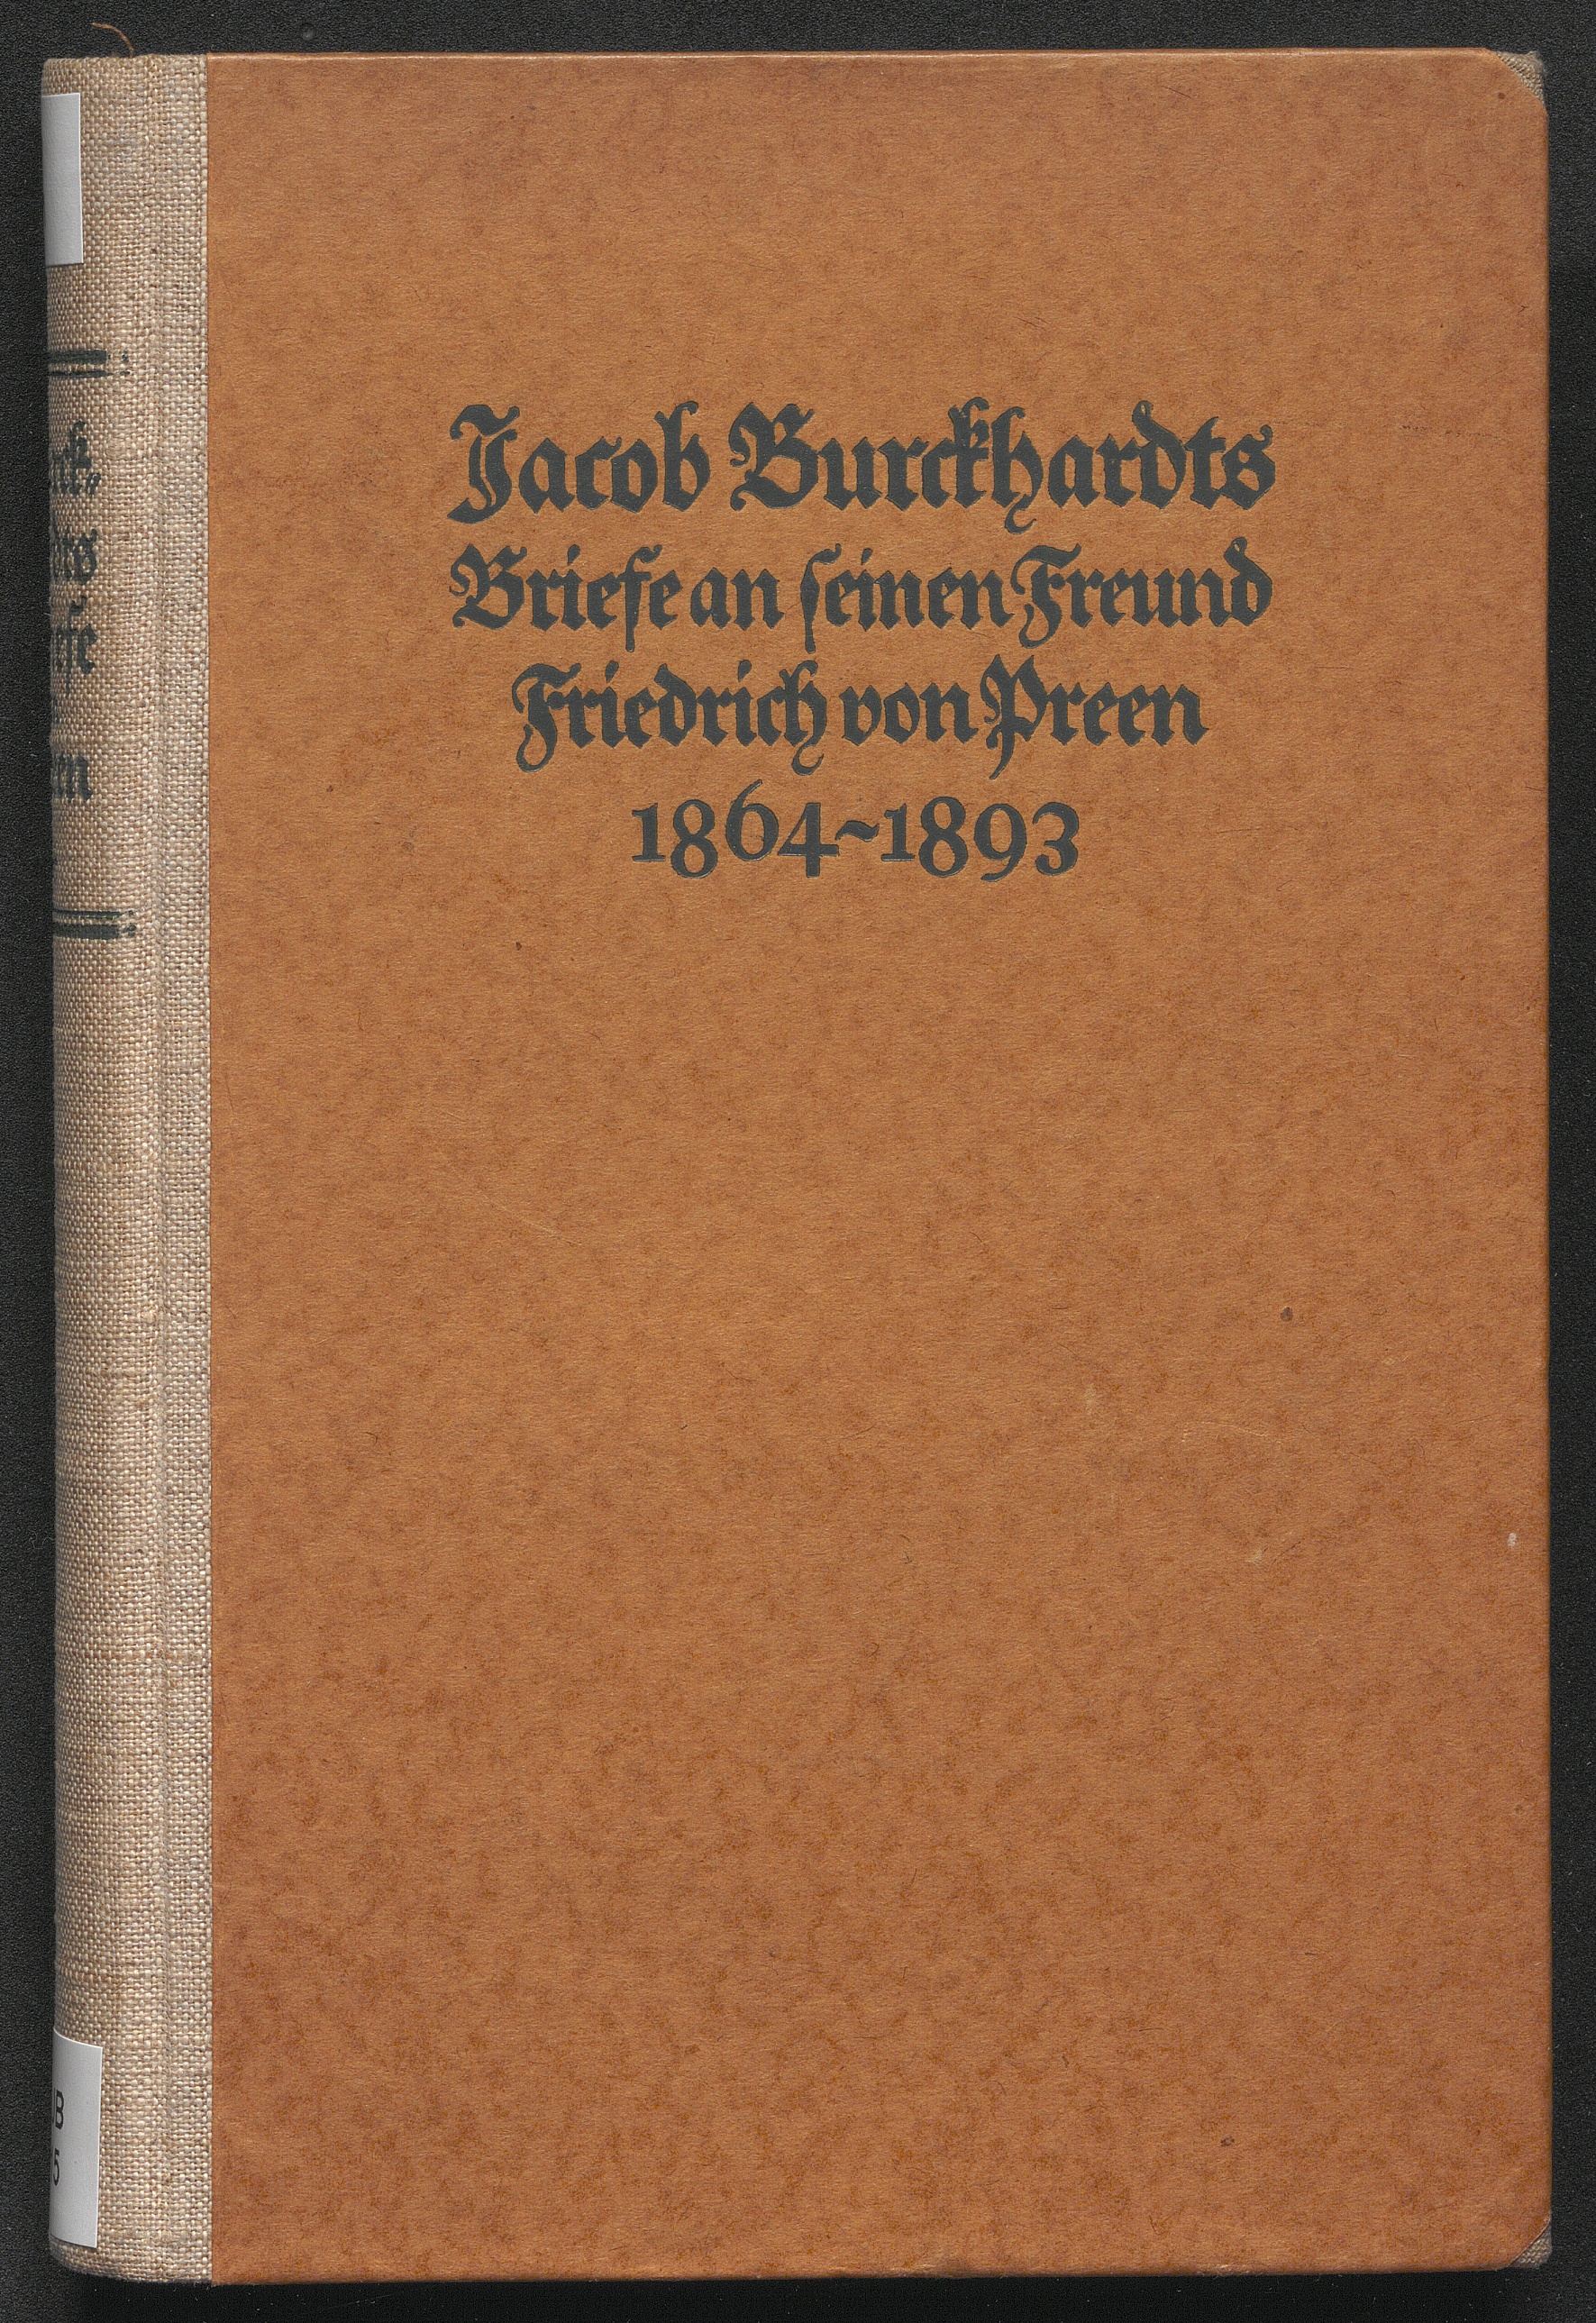 Jacob Burckhardts
Briefe an seinen Freund
Friedrich von Preen
1864~1893